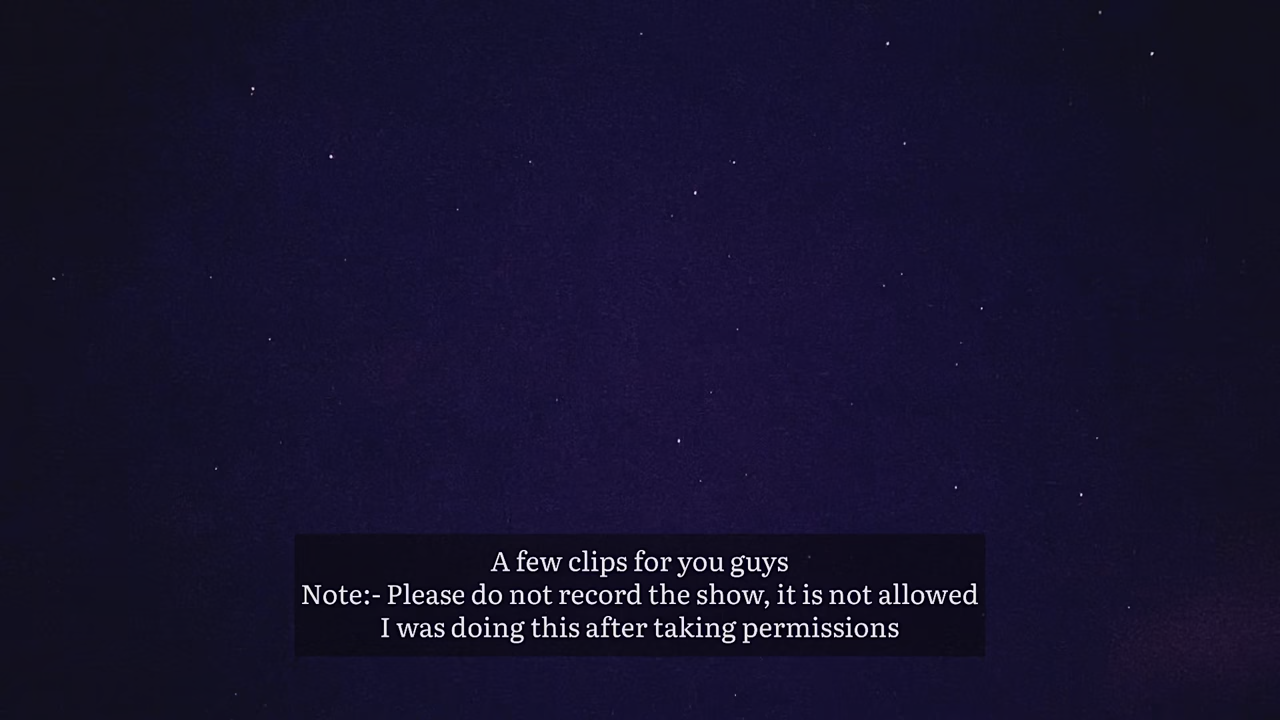 A few clips for you guys
Note:- Please do not record the show, it is not allowed
I was doing this after taking permissions